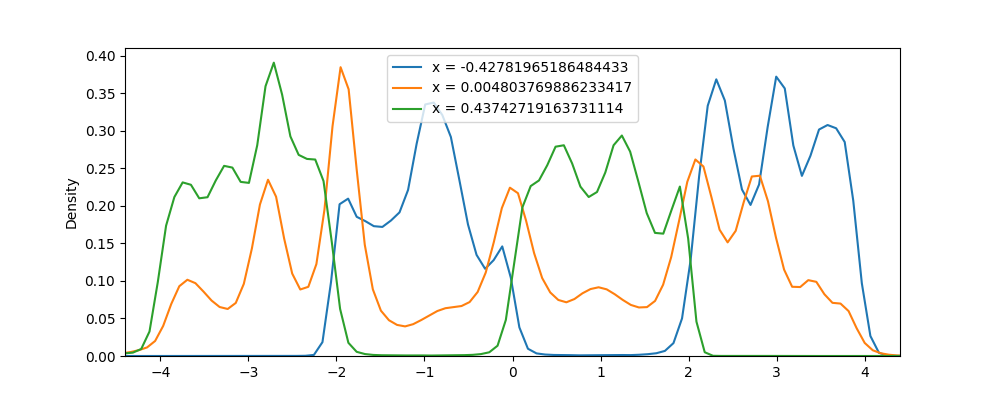 0.40
0.35
0.30
0.25
0.20
0.15
0.10
0.05
0.00
Density
x = -0.42781965186484433
x = 0.004803769886233417
x = 0.43742719163731114
−4 −3 −2 −1 0 1 2 3 4